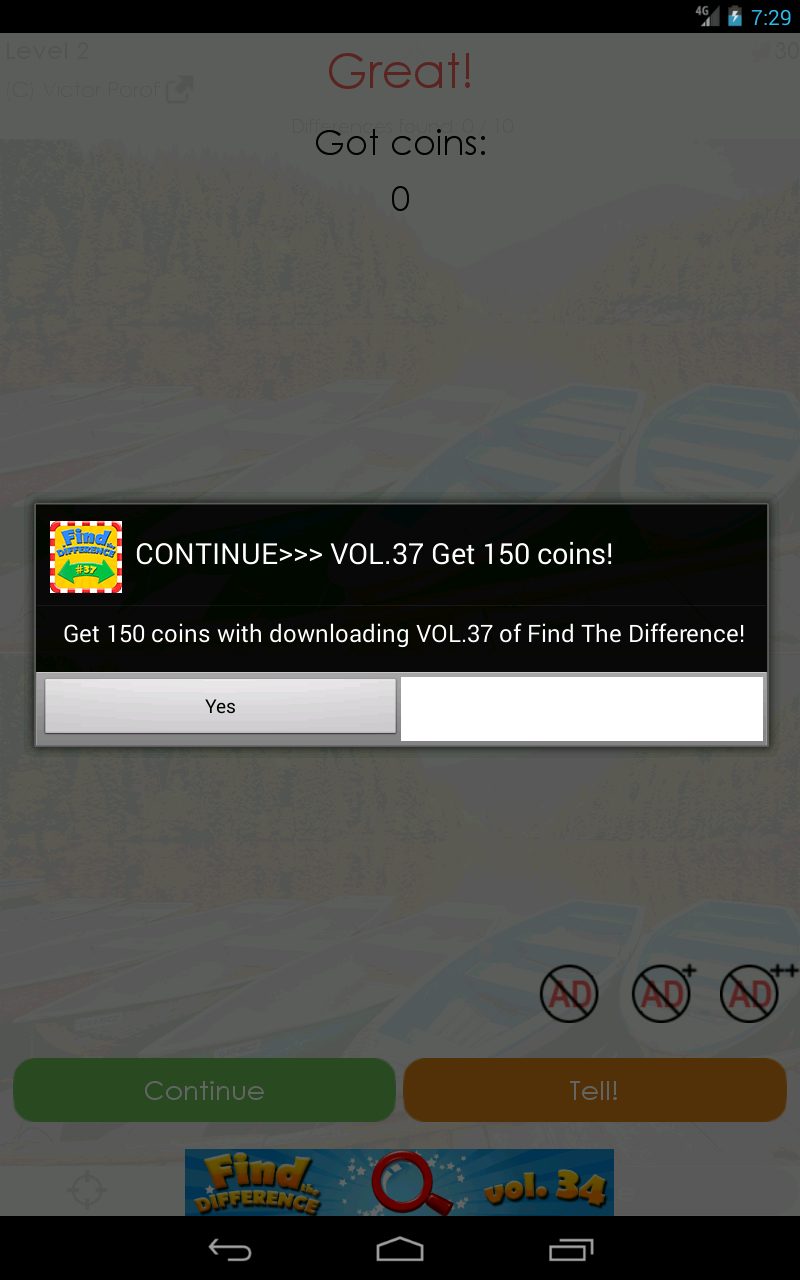 4G 7:29
Level 2
30
Great!
(C) Victor Porof
Differences found: 0 / 10
Got coins:
0
Find the
DIFFERENCE
#37
CONTINUE>>> VOL.37 Get 150 coins!
Get 150 coins with downloading VOL.37 of Find The Difference!
Yes
AD AD+ AD++
Continue
Tell!
Find the
DIFFERENCE
vol. 34